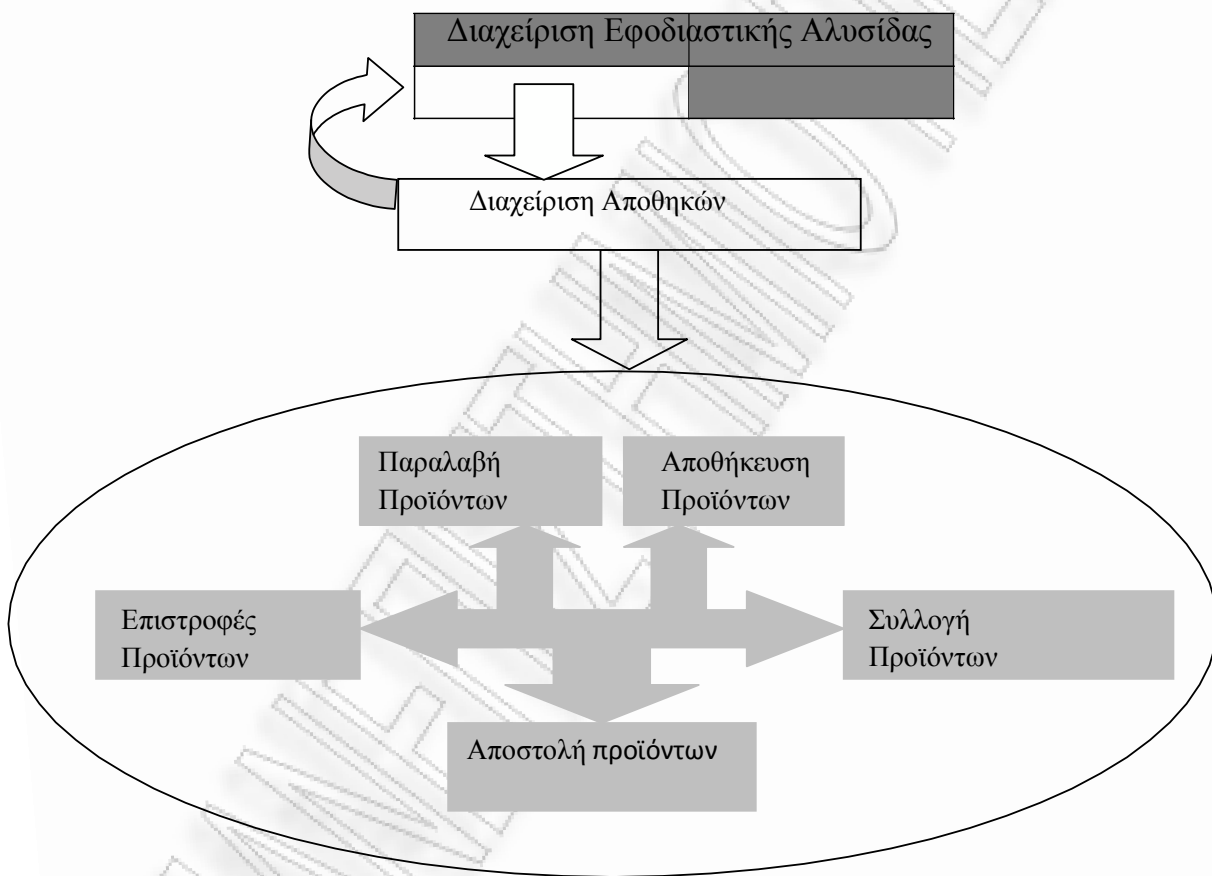 Διαχείριση Εφοδιαστικής Αλυσίδας
Διαχείριση Αποθηκών
Παραλαβή
Προϊόντων
Αποθήκευση
Προϊόντων
Επιστροφές
Προϊόντων
Συλλογή
Προϊόντων
Αποστολή προϊόντων